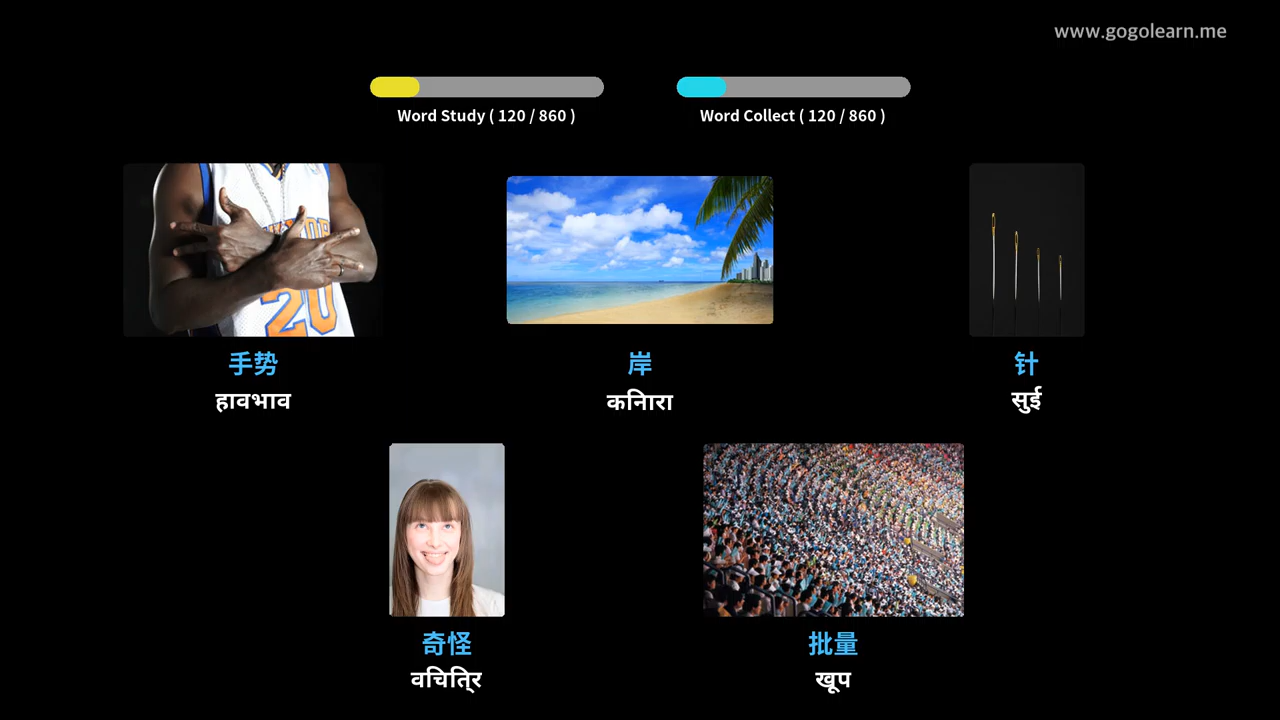 www.gogolearn.me
Word Study ( 120 / 860 )
Word Collect ( 120 / 860 )
20
手势
岸
针
हावभाव
कनिारा
सुई
奇怪
批量
वचिति्र
खूप